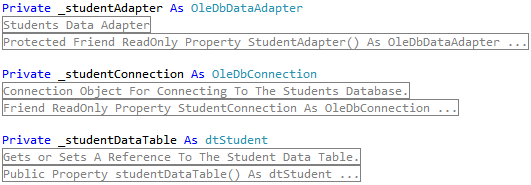 Private _studentAdapter As OleDbDataAdapter
Students Data Adapter
Protected Friend ReadOnly Property StudentAdapter() As OleDbDataAdapter ...
Private _studentConnection As OleDbConnection
Connection Object For Connecting To The Students Database.
Friend ReadOnly Property StudentConnection As OleDbConnection ...
Private _studentDataTable As dtStudent
Gets or Sets A Reference To The Student Data Table.
Public Property studentDataTable() As dtStudent ...